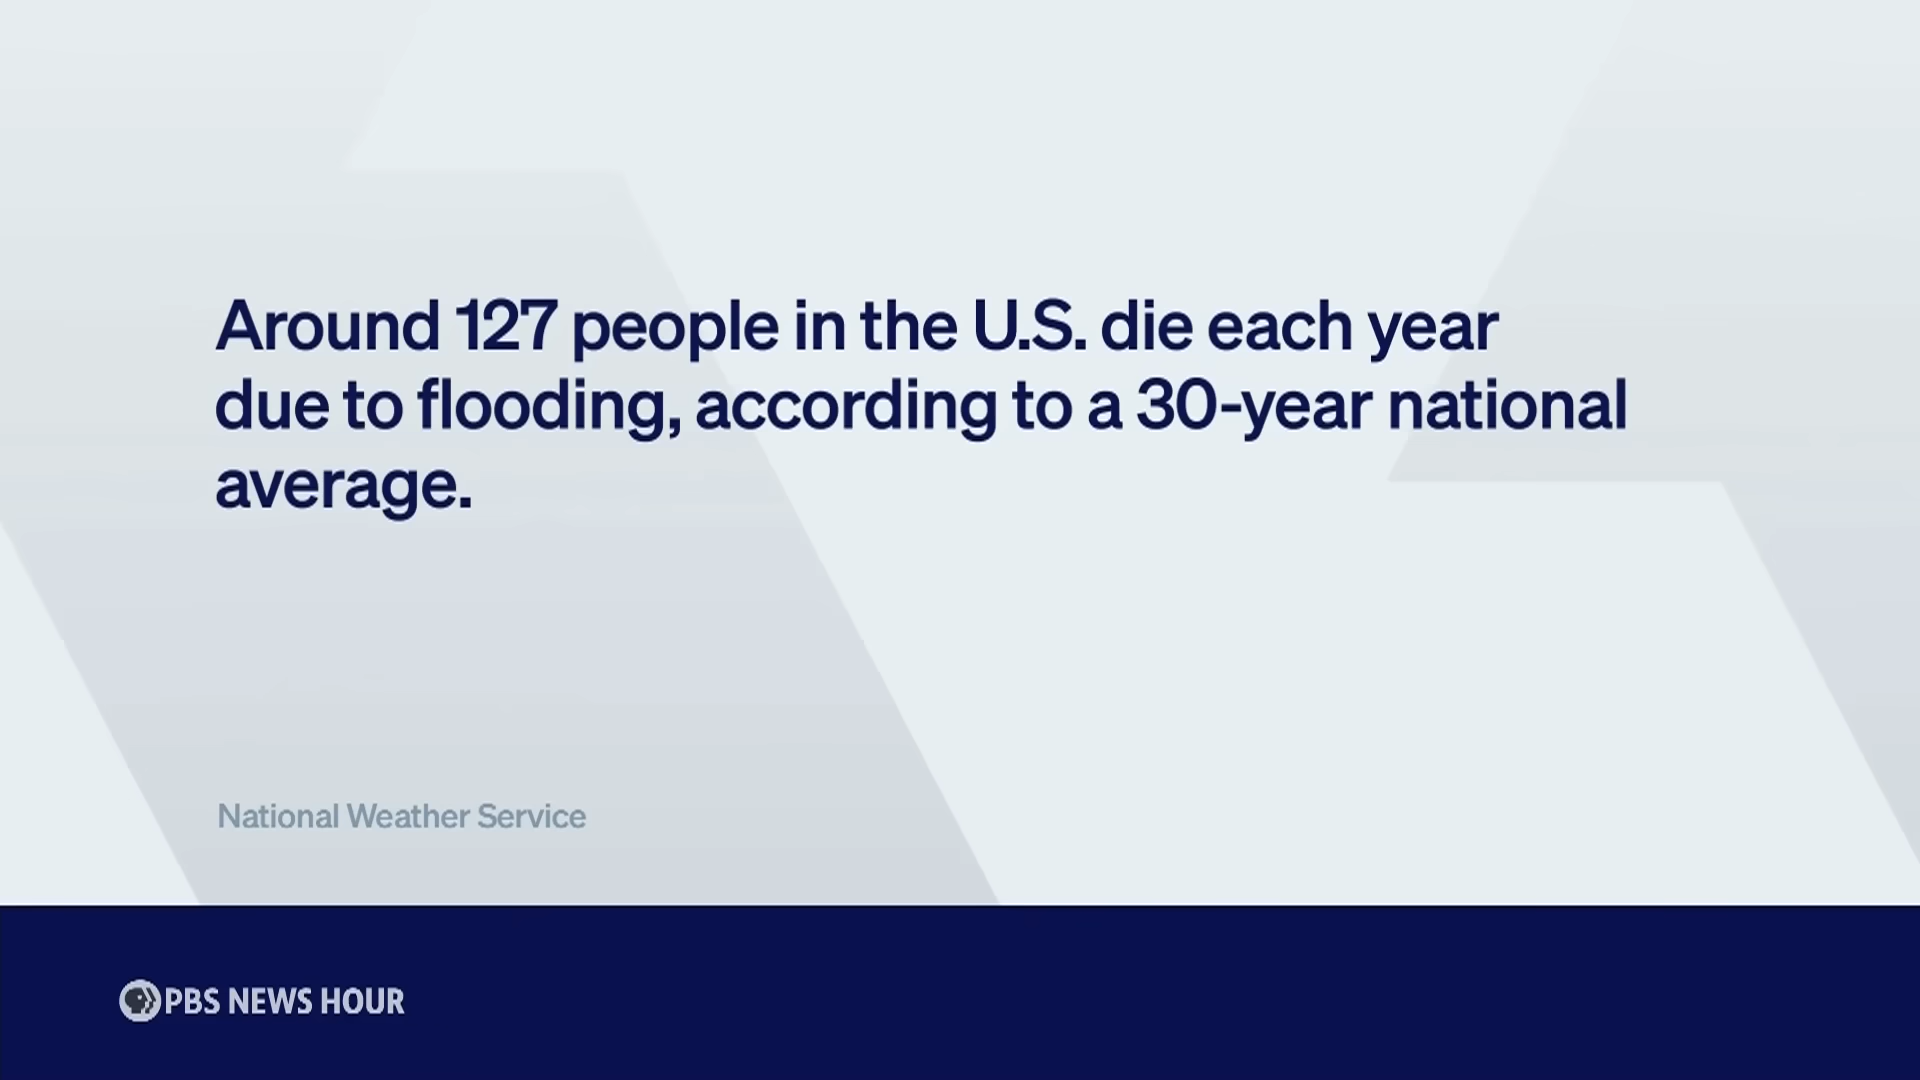 Around 127 people in the U.S. die each year
due to flooding, according to a 30-year national
average.
National Weather Service
PBS NEWS HOUR